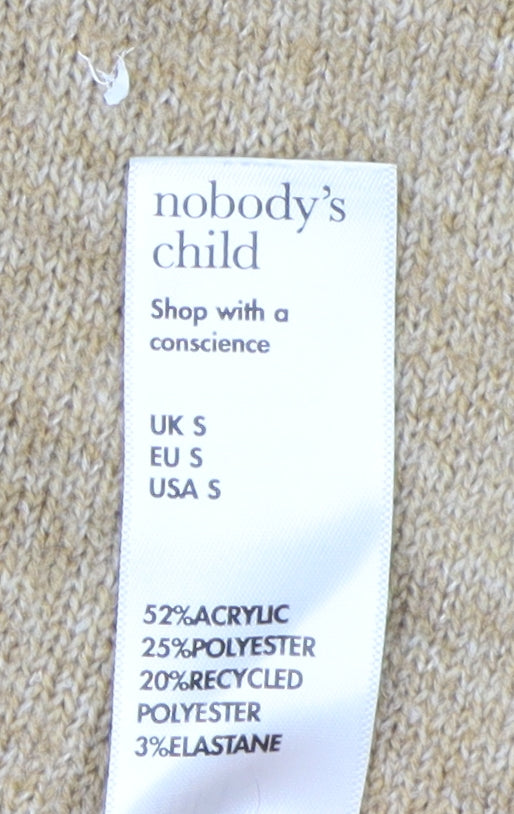 nobody's
child
Shop with a
conscience
UK S
EU S
USA S
52%ACRYLIC
25%POLYESTER
20%RECYCLED
POLYESTER
3%ELASTANE